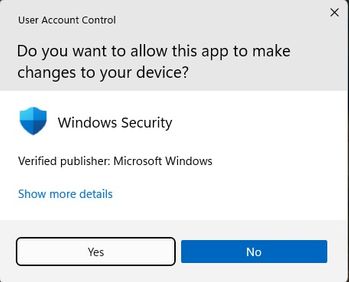 User Account Control
Do you want to allow this app to make
changes to your device?
Windows Security
Verified publisher: Microsoft Windows
Show more details
Yes
No